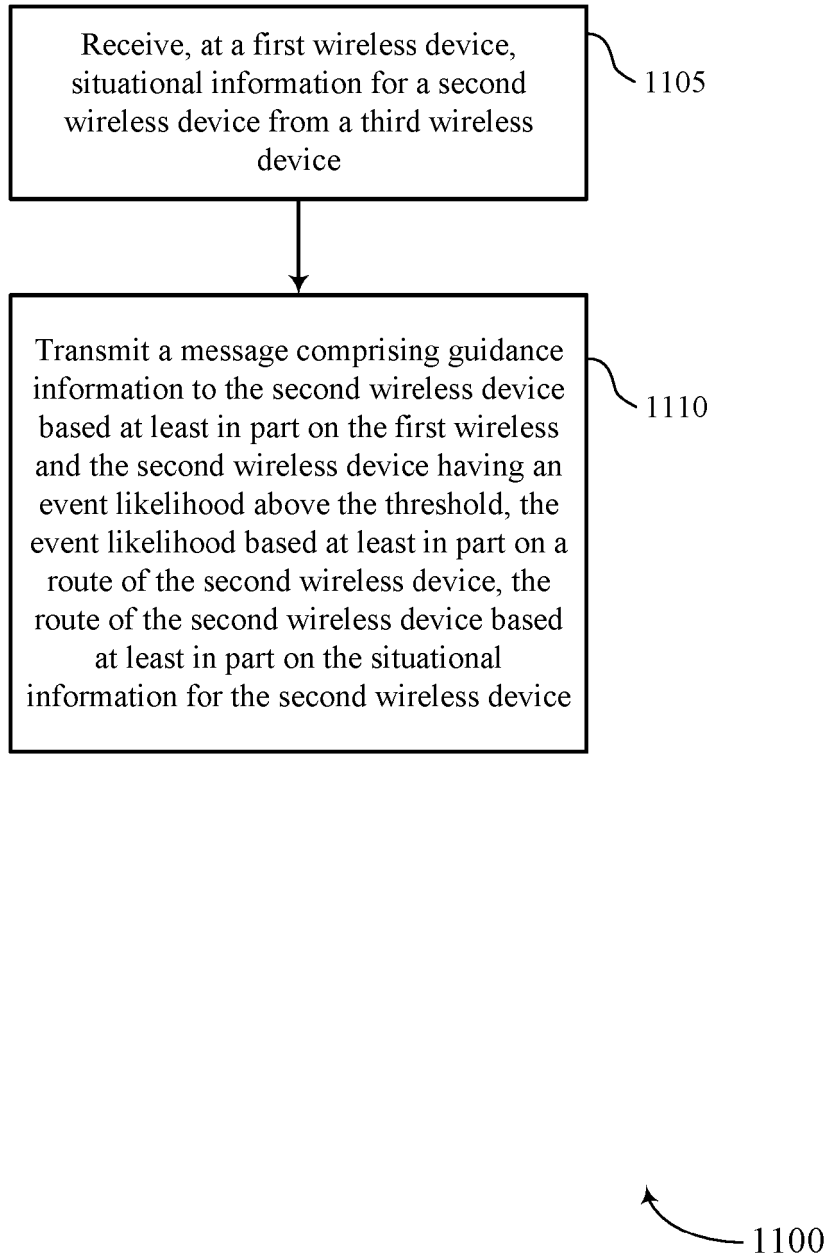 Receive, at a first wireless device,
situational information for a second
wireless device from a third wireless
device
1105
Transmit a message comprising guidance
information to the second wireless device
based at least in part on the first wireless
and the second wireless device having an
event likelihood above the threshold, the
event likelihood based at least in part on a
route of the second wireless device, the
route of the second wireless device based
at least in part on the situational
information for the second wireless device
1110
1100